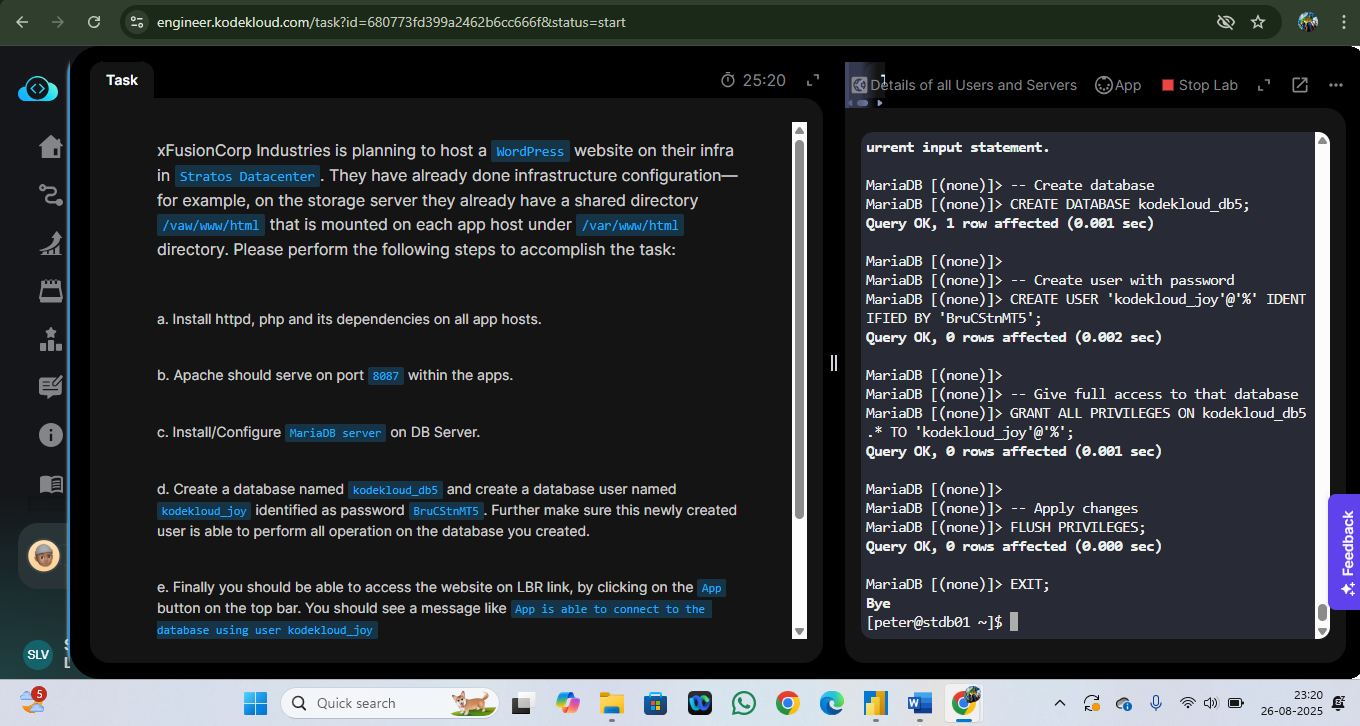 engineer.kodekloud.com/task?id=680773fd399a2462b6cc666f&status=start
Task
25:20
Details of all Users and Servers
App
Stop Lab
xFusionCorp Industries is planning to host a WordPress website on their infra
in Stratos Datacenter. They have already done infrastructure configuration—
for example, on the storage server they already have a shared directory
/vaw/www/html that is mounted on each app host under /var/www/html
directory. Please perform the following steps to accomplish the task:
a. Install httpd, php and its dependencies on all app hosts.
b. Apache should serve on port 8087 within the apps.
c. Install/Configure MariaDB server on DB Server.
d. Create a database named kodekloud_db5 and create a database user named
kodekloud_joy identified as password BruCStnMT5. Further make sure this newly created
user is able to perform all operation on the database you created.
e. Finally you should be able to access the website on LBR link, by clicking on the App
button on the top bar. You should see a message like App is able to connect to the
database using user kodekloud_joy
urrent input statement.
MariaDB [(none)]> -- Create database
MariaDB [(none)]> CREATE DATABASE kodekloud_db5;
Query OK, 1 row affected (0.001 sec)
MariaDB [(none)]>
MariaDB [(none)]> -- Create user with password
MariaDB [(none)]> CREATE USER 'kodekloud_joy'@'%' IDENT
IFIED BY 'BruCStnMT5';
Query OK, 0 rows affected (0.002 sec)
MariaDB [(none)]>
MariaDB [(none)]> -- Give full access to that database
MariaDB [(none)]> GRANT ALL PRIVILEGES ON kodekloud_db5
.* TO 'kodekloud_joy'@'%';
Query OK, 0 rows affected (0.001 sec)
MariaDB [(none)]>
MariaDB [(none)]> -- Apply changes
MariaDB [(none)]> FLUSH PRIVILEGES;
Query OK, 0 rows affected (0.000 sec)
MariaDB [(none)]> EXIT;
Bye
[peter@stdb01 ~]$
Feedback
SLV
5
Quick search
23:20
26-08-2025